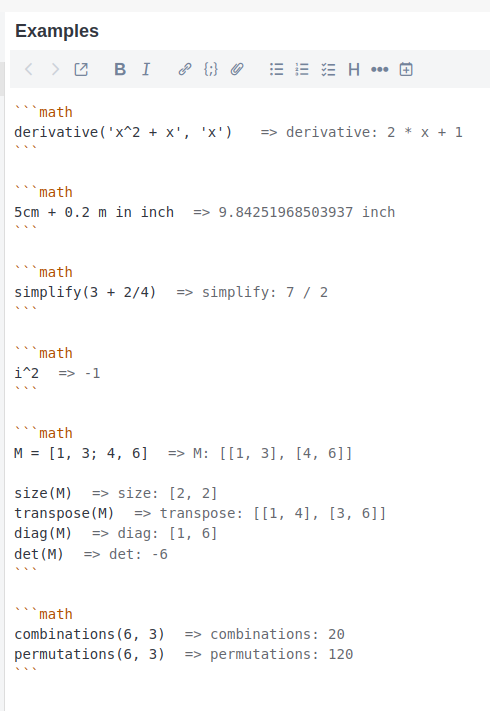 Examples
B I {;} H
```math
derivative('x^2 + x', 'x') => derivative: 2 * x + 1
```
```math
5cm + 0.2 m in inch => 9.84251968503937 inch
```
```math
simplify(3 + 2/4) => simplify: 7 / 2
```
```math
i^2 => -1
```
```math
M = [1, 3; 4, 6] => M: [[1, 3], [4, 6]]
size(M) => size: [2, 2]
transpose(M) => transpose: [[1, 4], [3, 6]]
diag(M) => diag: [1, 6]
det(M) => det: -6
```
```math
combinations(6, 3) => combinations: 20
permutations(6, 3) => permutations: 120
```